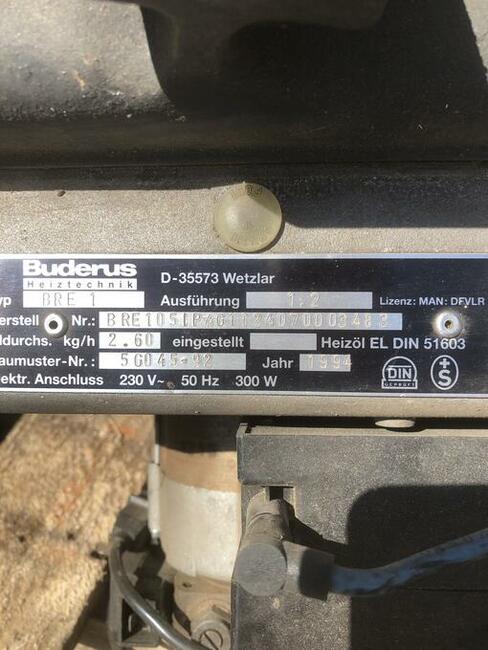 Buderus
Heiztechnik
D-35573 Wetzlar
yp BRE 1 Ausführung 1.2 Lizenz: MAN: DFVLR
erstell Nr.:
ldurchs. kg/h 2.60 eingestellt Heizöl EL DIN 51603
aumuster-Nr.: 5G045-92 Jahr 1994
ektr. Anschluss 230 V~ 50 Hz 300 W
DIN
GEPRÜFT
+S